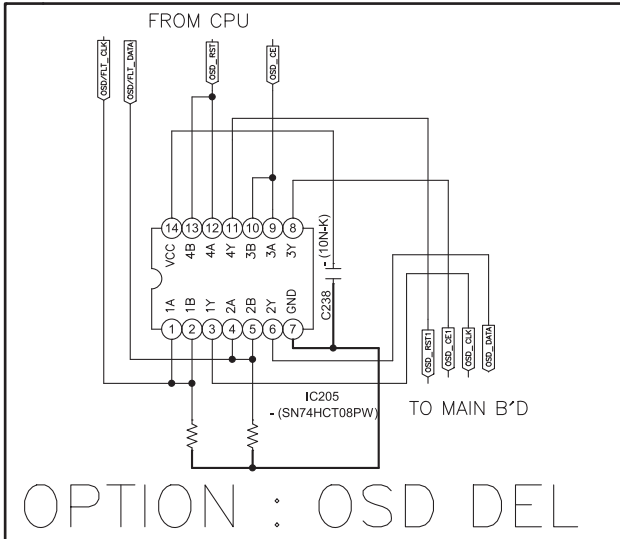 FROM CPU
OSD/FLT_CLK
OSD/FLT_DATA
OSD_RST
OSD_CE
14 13 12 11 10 9 8
VCC 4B 4A 4Y 3B 3A 3Y
1A 1B 1Y 2A 2B 2Y GND
1 2 3 4 5 6 7
- (10N-K)
C238
IC205
- (SN74HCT08PW)
OSD_RST1
OSD_CE1
OSD_CLK
OSD_DATA
TO MAIN B'D
OPTION : OSD DEL